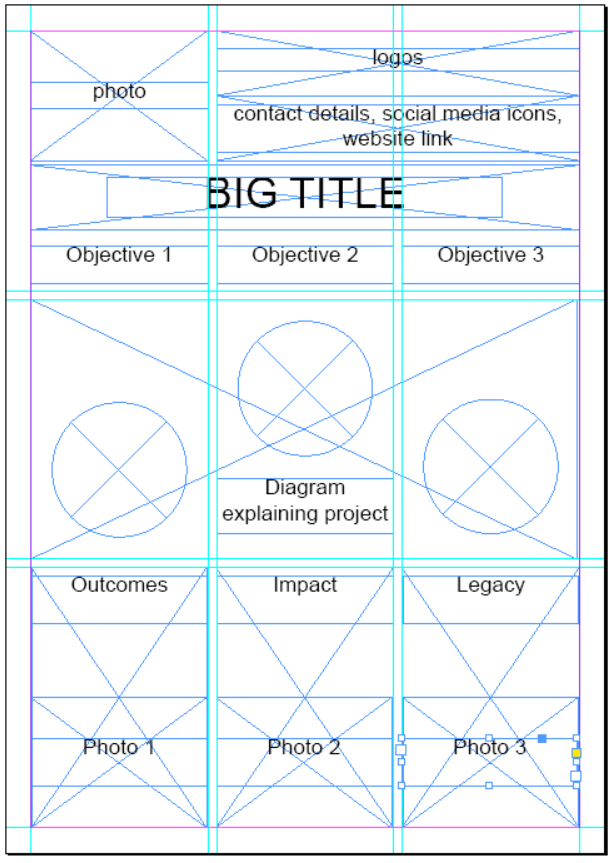 logos
photo
contact details, social media icons,
website link
BIG TITLE
Objective 1
Objective 2
Objective 3
Diagram
explaining project
Outcomes
Impact
Legacy
Photo 1
Photo 2
Photo 3